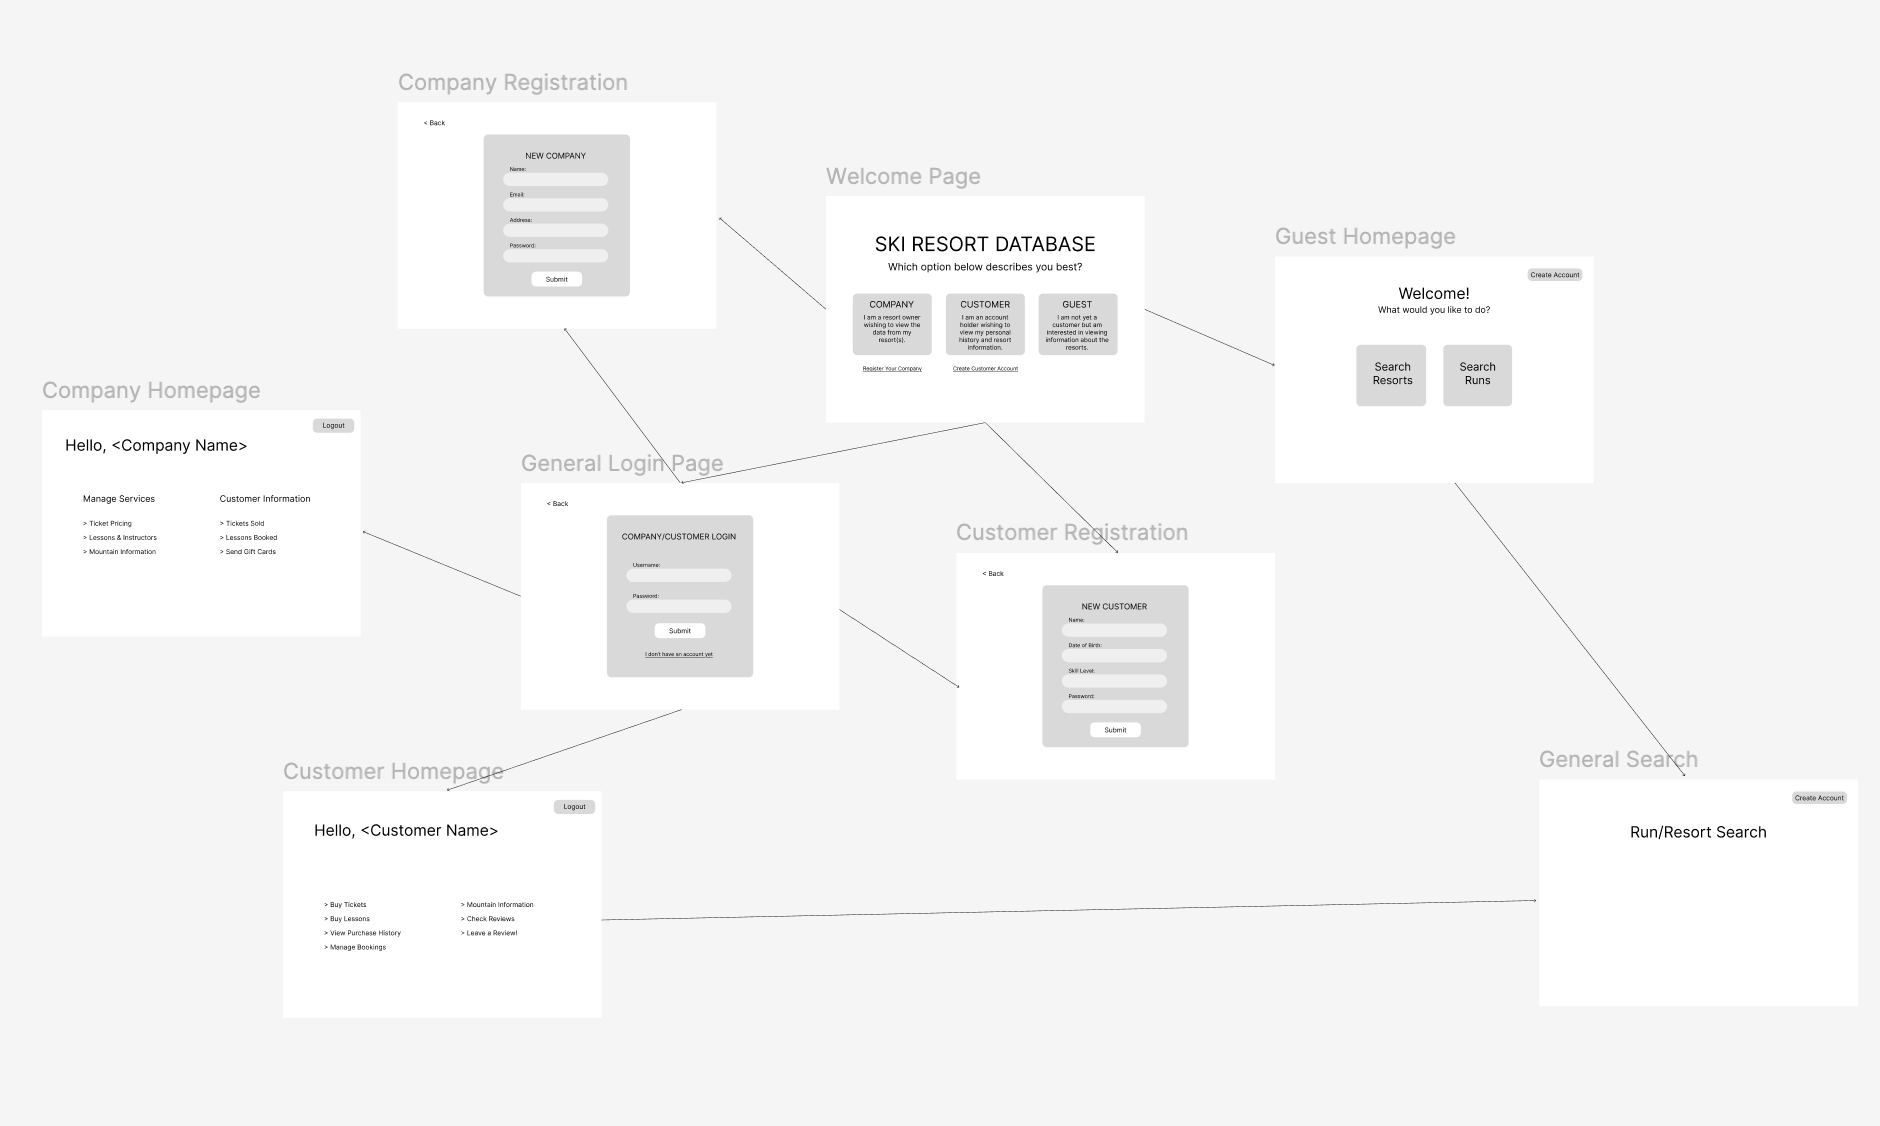 Company Registration
< Back
NEW COMPANY
Name:
Email:
Address:
Password:
Submit
Welcome Page
SKI RESORT DATABASE
Which option below describes you best?
COMPANY
I am a resort owner
wishing to view the
data from my
resort(s).
Register Your Company
CUSTOMER
I am an account
holder wishing to
view my personal
history and resort
information.
Create Customer Account
GUEST
I am not yet a
customer but am
interested in viewing
information about the
resorts.
Guest Homepage
Create Account
Welcome!
What would you like to do?
Search
Resorts
Search
Runs
Company Homepage
Logout
Hello, <Company Name>
Manage Services
> Ticket Pricing
> Lessons & Instructors
> Mountain Information
Customer Information
> Tickets Sold
> Lessons Booked
> Send Gift Cards
General Login Page
< Back
COMPANY/CUSTOMER LOGIN
Username:
Password:
Submit
I don't have an account yet
Customer Registration
< Back
NEW CUSTOMER
Name:
Date of Birth:
Skill Level:
Password:
Submit
Customer Homepage
Logout
Hello, <Customer Name>
> Buy Tickets
> Buy Lessons
> View Purchase History
> Manage Bookings
> Mountain Information
> Check Reviews
> Leave a Review!
General Search
Create Account
Run/Resort Search